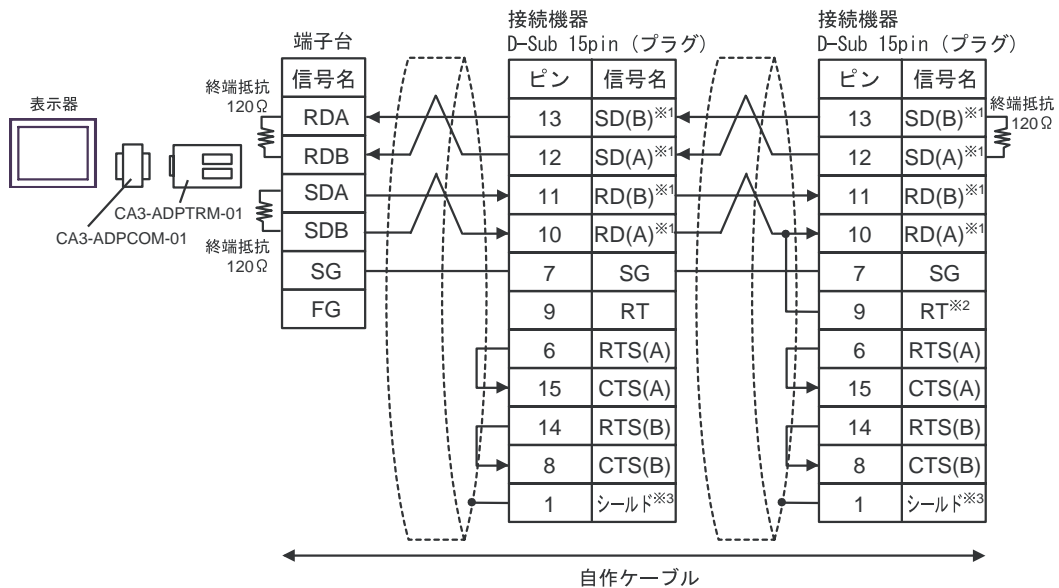 接続機器
D-Sub 15pin（プラグ）
接続機器
D-Sub 15pin（プラグ）
端子台
表示器
CA3-ADPTRM-01
CA3-ADPCOM-01
終端抵抗
120Ω
終端抵抗
120Ω
信号名
RDA
RDB
SDA
SDB
SG
FG
ピン 信号名
13 SD(B)※1
12 SD(A)※1
11 RD(B)※1
10 RD(A)※1
7 SG
9 RT
6 RTS(A)
15 CTS(A)
14 RTS(B)
8 CTS(B)
1 シールド※3
ピン 信号名
13 SD(B)※1
12 SD(A)※1
11 RD(B)※1
10 RD(A)※1
7 SG
9 RT※2
6 RTS(A)
15 CTS(A)
14 RTS(B)
8 CTS(B)
1 シールド※3
終端抵抗
120Ω
自作ケーブル